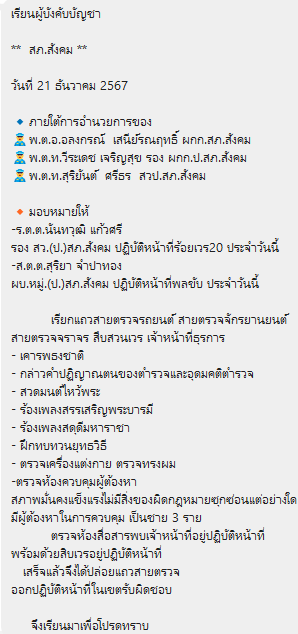 เรียนผู้บังคับบัญชา
** สภ.สังคม **
วันที่ 21 ธันวาคม 2567
🔹ภายใต้การอำนวยการของ
👮พ.ต.อ.อลงกรณ์ เสนีย์รณฤทธิ์ ผกก.สภ.สังคม
👮พ.ต.ท.วีระเดช เจริญสุข รอง ผกก.ป.สภ.สังคม
👮พ.ต.ท.สุริยันต์ ศรีธร สวป.สภ.สังคม
🔸มอบหมายให้
-ร.ต.ต.นันทวุฒิ แก้วศรี
รอง สว.(ป.)สภ.สังคม ปฏิบัติหน้าที่ร้อยเวร20 ประจำวันนี้
-ส.ต.ต.สุริยา จำปาทอง
ผบ.หมู่.(ป.)สภ.สังคม ปฏิบัติหน้าที่พลขับ ประจำวันนี้
เรียกแถวสายตรวจรถยนต์ สายตรวจจักรยานยนต์
สายตรวจจราจร สืบสวนเวร เจ้าหน้าที่ธุรการ
- เคารพธงชาติ
- กล่าวคำปฏิญาณตนของตำรวจและอุดมคติตำรวจ
- สวดมนต์ไหว้พระ
- ร้องเพลงสรรเสริญพระบารมี
- ร้องเพลงสดุดีมหาราชา
- ฝึกทบทวนยุทธวิธี
- ตรวจเครื่องแต่งกาย ตรวจทรงผม
-ตรวจห้องควบคุมผู้ต้องหา
สภาพมั่นคงแข็งแรงไม่มีสิ่งของผิดกฎหมายซุกซ่อนแต่อย่างใด
มีผู้ต้องหาในการควบคุม เป็นชาย 3 ราย
ตรวจห้องสื่อสารพบเจ้าหน้าที่อยู่ปฏิบัติหน้าที่
พร้อมด้วยสิบเวรอยู่ปฏิบัติหน้าที่
เสร็จแล้วจึงได้ปล่อยแถวสายตรวจ
ออกปฏิบัติหน้าที่ในเขตรับผิดชอบ
จึงเรียนมาเพื่อโปรดทราบ